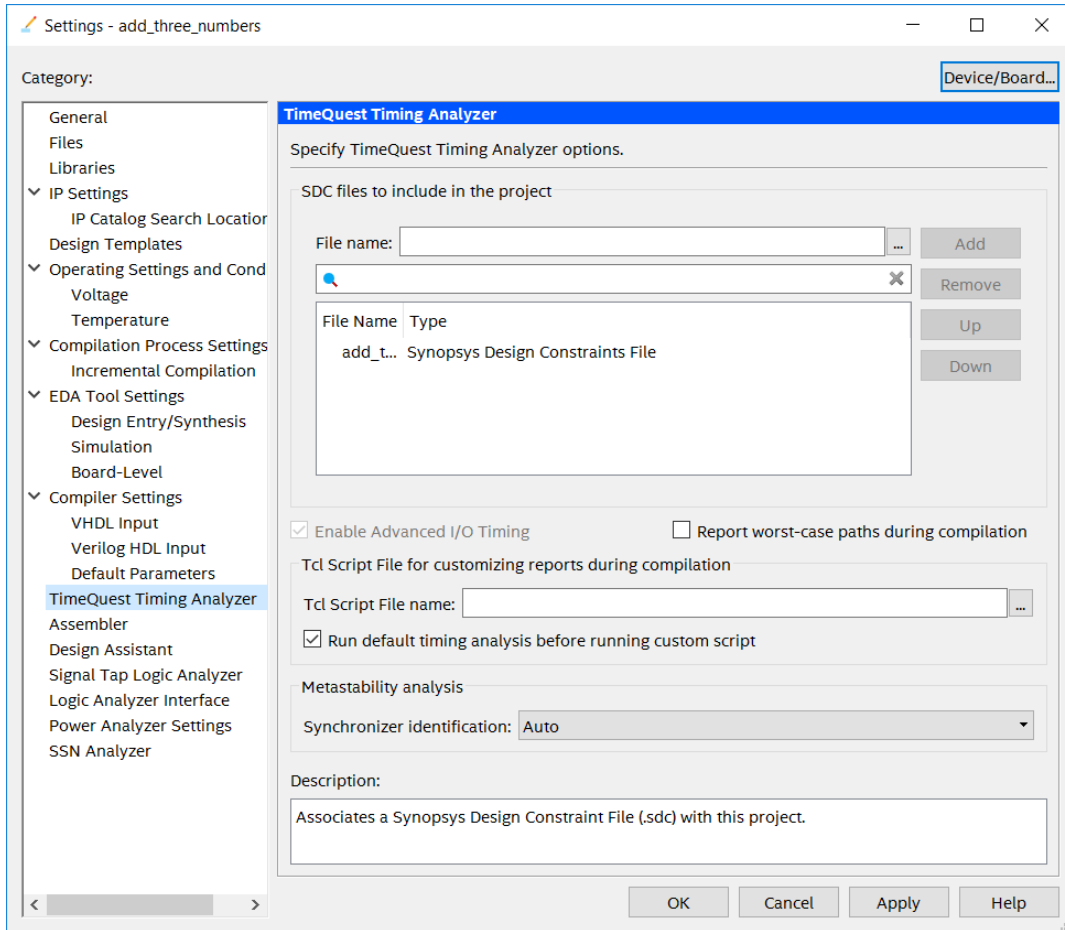 Settings - add_three_numbers
Category:
Device/Board...
General
Files
Libraries
IP Settings
IP Catalog Search Location
Design Templates
Operating Settings and Cond
Voltage
Temperature
Compilation Process Settings
Incremental Compilation
EDA Tool Settings
Design Entry/Synthesis
Simulation
Board-Level
Compiler Settings
VHDL Input
Verilog HDL Input
Default Parameters
TimeQuest Timing Analyzer
Assembler
Design Assistant
Signal Tap Logic Analyzer
Logic Analyzer Interface
Power Analyzer Settings
SSN Analyzer
TimeQuest Timing Analyzer
Specify TimeQuest Timing Analyzer options.
SDC files to include in the project
File name: ... Add
Remove
Up
Down
File Name Type
add_t... Synopsys Design Constraints File
Enable Advanced I/O Timing Report worst-case paths during compilation
Tcl Script File for customizing reports during compilation
Tcl Script File name: ...
Run default timing analysis before running custom script
Metastability analysis
Synchronizer identification: Auto
Description:
Associates a Synopsys Design Constraint File (.sdc) with this project.
OK Cancel Apply Help